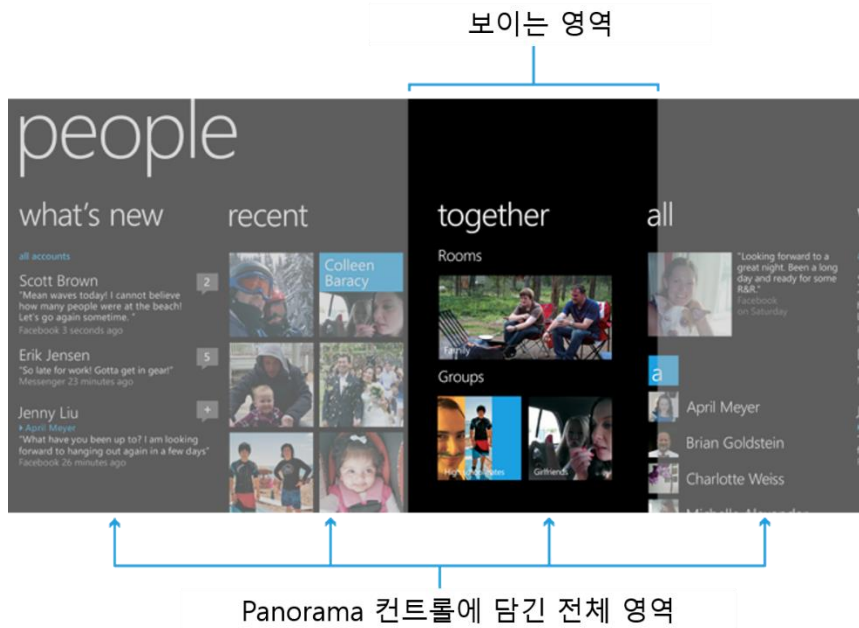 보이는 영역
people
what's new
all accounts
Scott Brown
2
"Mean waves today! I cannot believe
how many people were at the beach!
Let's go again sometime. "
Facebook 3 seconds ago
Erik Jensen
5
"So late for work! Gotta get in gear!"
Messenger 23 minutes ago
Jenny Liu
+
April Meyer
"What have you been up to? I am looking
forward to hanging out again in a few days"
Facebook 26 minutes ago
recent
Colleen
Baracy
together
Rooms
Family
Groups
Girlfriends
all
"Looking forward to a
great night. Been a long
day and ready for some
R&R."
Facebook
on Saturday
a
April Meyer
Brian Goldstein
Charlotte Weiss
Panorama 컨트롤에 담긴 전체 영역